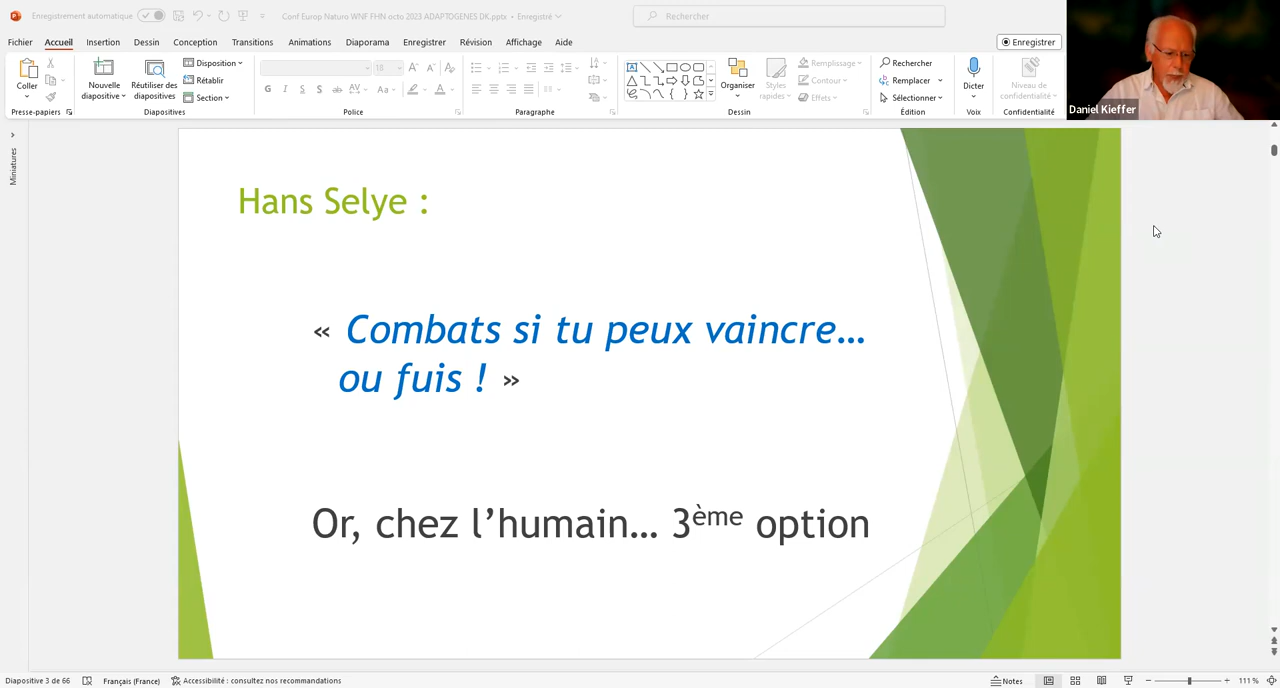 Enregistrement automatique
Conf Europ Naturo WNF FHN octo 2023 ADAPTOGENES DK.pptx • Enregistré
Rechercher
Fichier Accueil Insertion Dessin Conception Transitions Animations Diaporama Enregistrer Révision Affichage Aide
Enregistrer
Coller
Nouvelle diapositive
Réutiliser des diapositives
Disposition
Rétablir
Section
18
G I S S ab AV Aa A
Organiser
Styles rapides
Remplissage
Contour
Effets
Rechercher
Remplacer
Sélectionner
Dicter
Niveau de confidentialité
Presse-papiers
Diapositives
Police
Paragraphe
Dessin
Édition
Voix
Confidentialité
Daniel Kieffer
Miniatures
Hans Selye :
« Combats si tu peux vaincre…
ou fuis ! »
Or, chez l’humain… 3ème option
Diapositive 3 de 66
Français (France)
Accessibilité : consultez nos recommandations
Notes
111 %